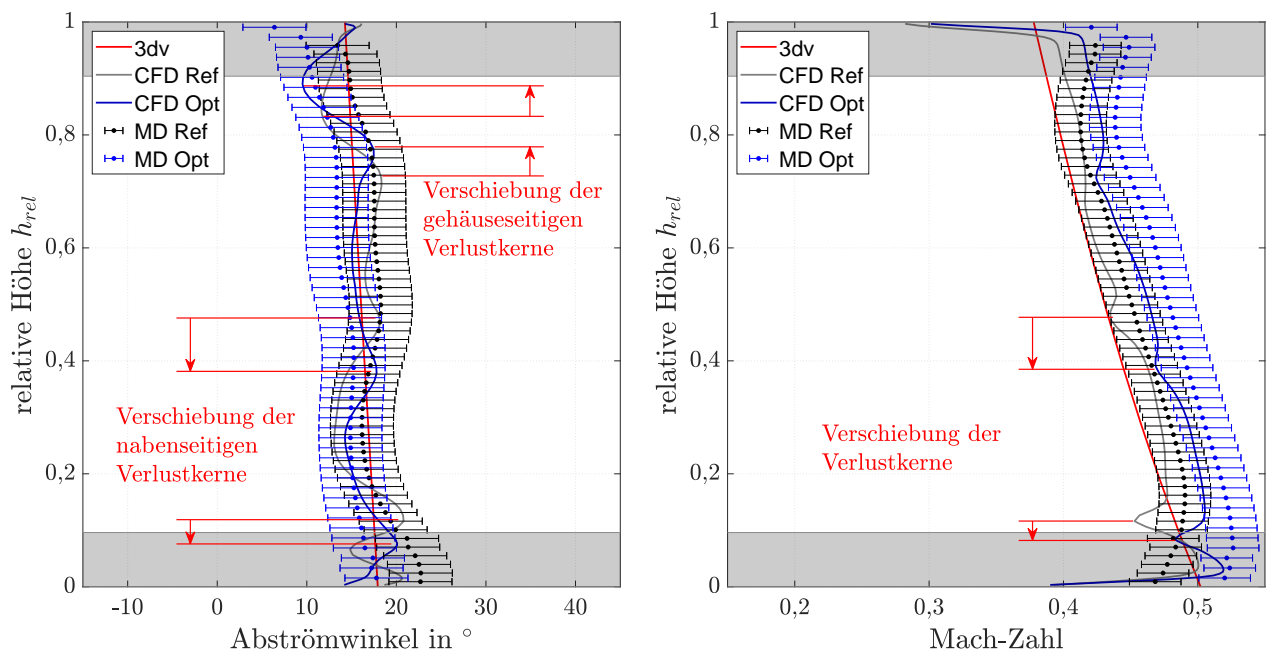 1
0,8
0,6
0,4
0,2
0
relative Höhe h_rel
3dv
CFD Ref
CFD Opt
MD Ref
MD Opt
Verschiebung der
gehäuseseitigen
Verlustkerne
Verschiebung der
nabenseitigen
Verlustkerne
-10
0
10
20
30
40
Abströmwinkel in °
1
0,8
0,6
0,4
0,2
0
relative Höhe h_rel
3dv
CFD Ref
CFD Opt
MD Ref
MD Opt
Verschiebung der
Verlustkerne
0,2
0,3
0,4
0,5
Mach-Zahl